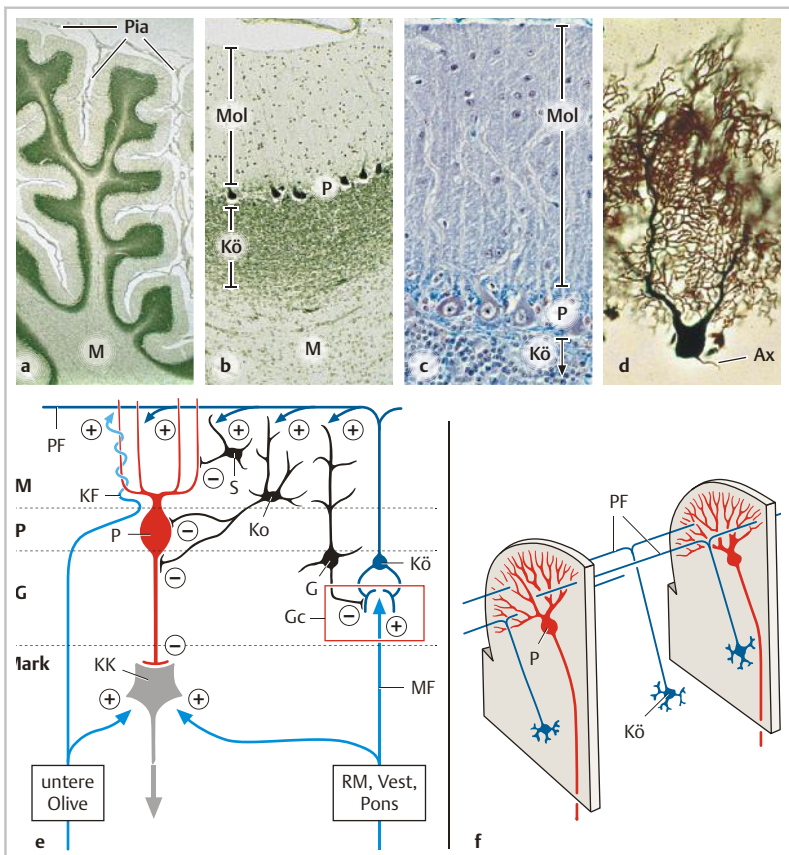 Pia
Mol
P
Kö
M
a
M
b
Mol
P
Kö
c
Ax
d
PF
+
+
+
+
+
M
KF
−
S
P
P
−
Ko
−
G
G
Kö
Gc
−
+
−
Mark
KK
+
+
MF
untere
Olive
RM, Vest,
Pons
e
PF
P
Kö
f